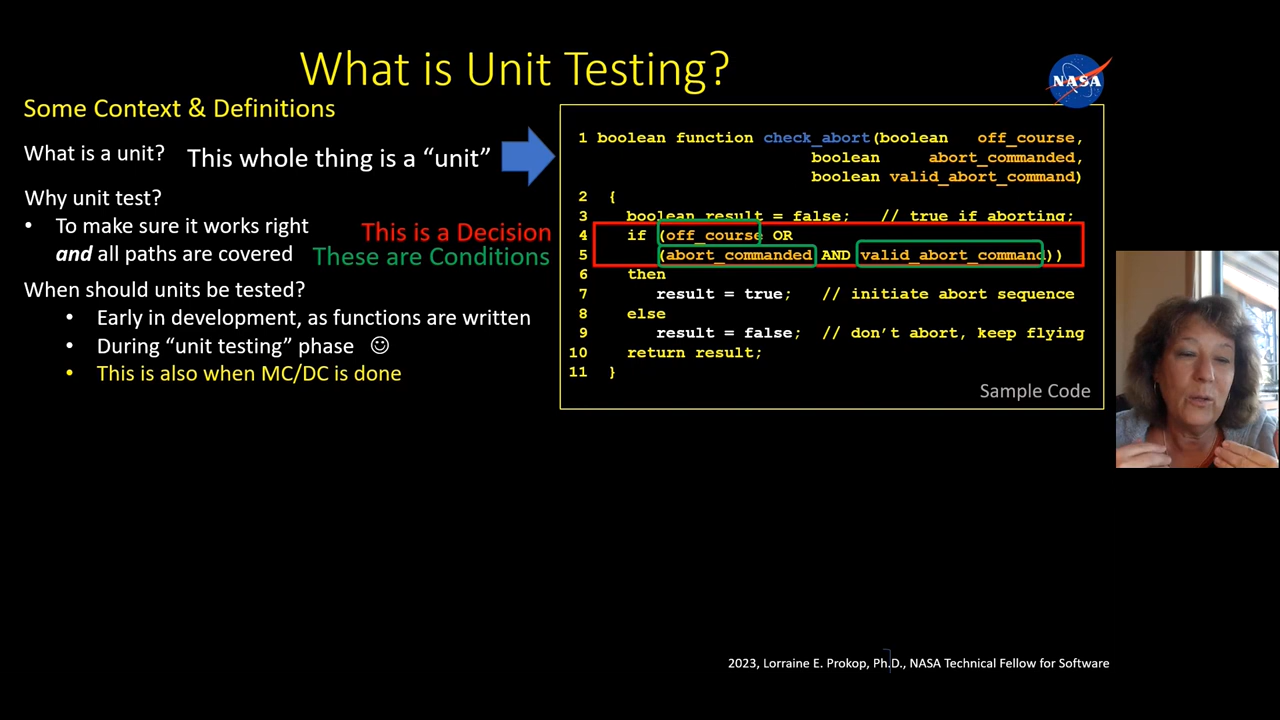 What is Unit Testing?
NASA
Some Context & Definitions
What is a unit?
This whole thing is a “unit”
Why unit test?
• To make sure it works right
and all paths are covered
This is a Decision
These are Conditions
When should units be tested?
• Early in development, as functions are written
• During “unit testing” phase ☺
• This is also when MC/DC is done
1 boolean function check_abort(boolean off_course,
boolean abort_commanded,
boolean valid_abort_command)
2 {
3 boolean result = false; // true if aborting;
4 if (off_course OR
5 (abort_commanded AND valid_abort_command))
6 then
7 result = true; // initiate abort sequence
8 else
9 result = false; // don’t abort, keep flying
10 return result;
11 }
Sample Code
2023, Lorraine E. Prokop, Ph.D., NASA Technical Fellow for Software